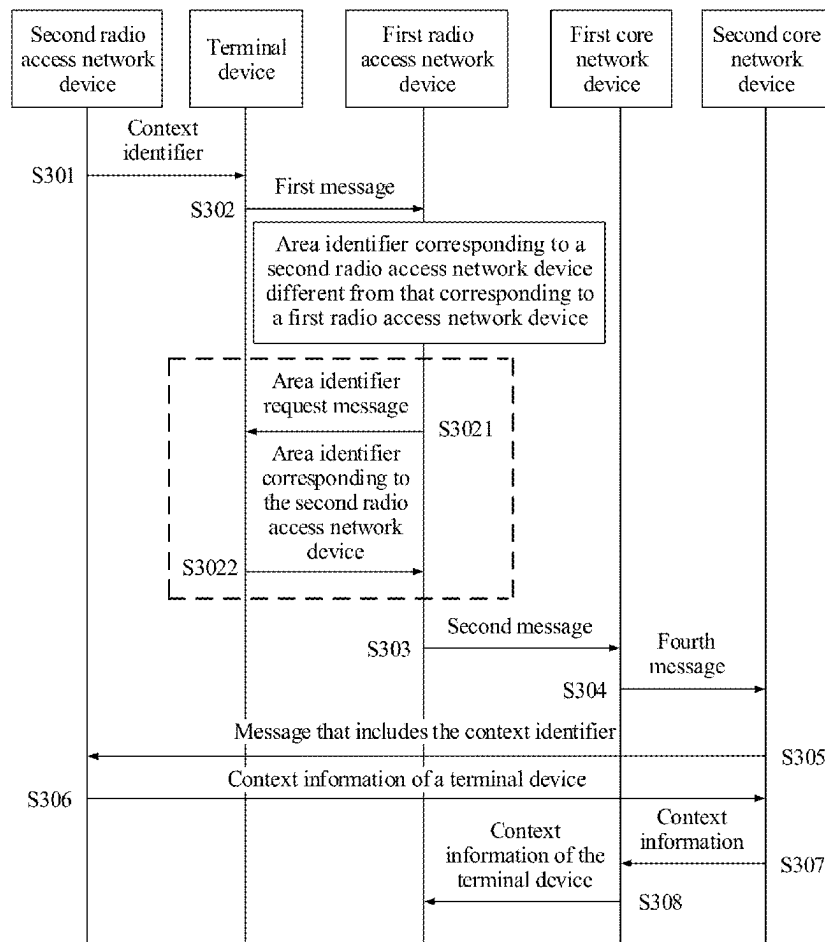 Second radio
access network
device
Terminal
device
First radio
access network
device
First core
network
device
Second core
network
device
Context
identifier
S301
First message
S302
Area identifier corresponding to a
second radio access network device
different from that corresponding to
a first radio access network device
Area identifier
request message
S3021
Area identifier
corresponding to
the second radio
access network
device
S3022
Second message
S303
Fourth
message
S304
Message that includes the context identifier
S305
Context information of a terminal device
S306
Context
information
S307
Context
information of the
terminal device
S308